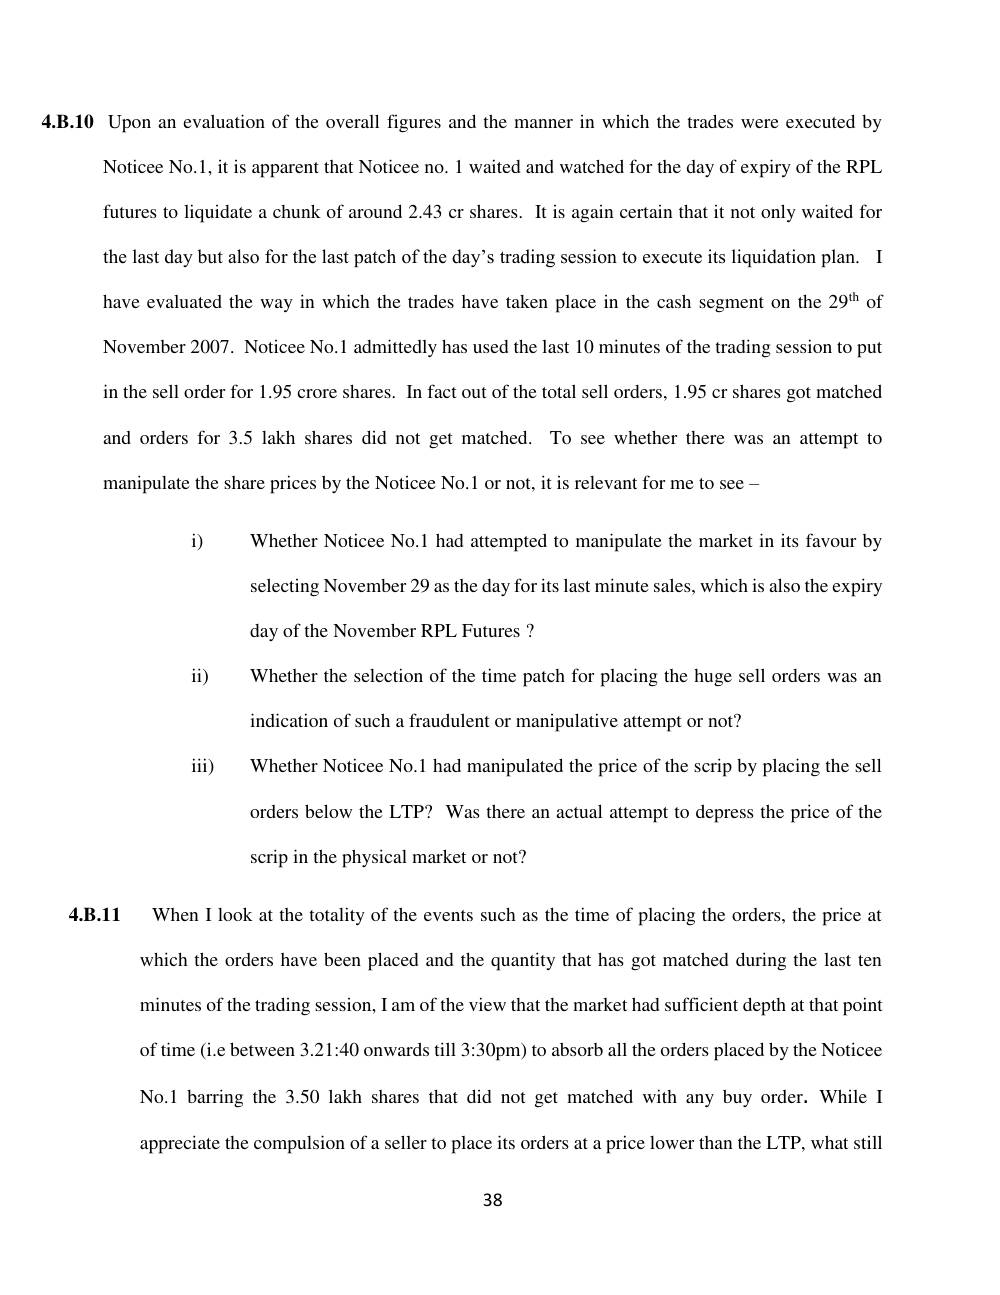 4.B.10 Upon an evaluation of the overall figures and the manner in which the trades were executed by
Noticee No.1, it is apparent that Noticee no. 1 waited and watched for the day of expiry of the RPL
futures to liquidate a chunk of around 2.43 cr shares. It is again certain that it not only waited for
the last day but also for the last patch of the day’s trading session to execute its liquidation plan. I
have evaluated the way in which the trades have taken place in the cash segment on the 29th of
November 2007. Noticee No.1 admittedly has used the last 10 minutes of the trading session to put
in the sell order for 1.95 crore shares. In fact out of the total sell orders, 1.95 cr shares got matched
and orders for 3.5 lakh shares did not get matched. To see whether there was an attempt to
manipulate the share prices by the Noticee No.1 or not, it is relevant for me to see –
i) Whether Noticee No.1 had attempted to manipulate the market in its favour by
selecting November 29 as the day for its last minute sales, which is also the expiry
day of the November RPL Futures ?
ii) Whether the selection of the time patch for placing the huge sell orders was an
indication of such a fraudulent or manipulative attempt or not?
iii) Whether Noticee No.1 had manipulated the price of the scrip by placing the sell
orders below the LTP? Was there an actual attempt to depress the price of the
scrip in the physical market or not?
4.B.11 When I look at the totality of the events such as the time of placing the orders, the price at
which the orders have been placed and the quantity that has got matched during the last ten
minutes of the trading session, I am of the view that the market had sufficient depth at that point
of time (i.e between 3.21:40 onwards till 3:30pm) to absorb all the orders placed by the Noticee
No.1 barring the 3.50 lakh shares that did not get matched with any buy order. While I
appreciate the compulsion of a seller to place its orders at a price lower than the LTP, what still
38